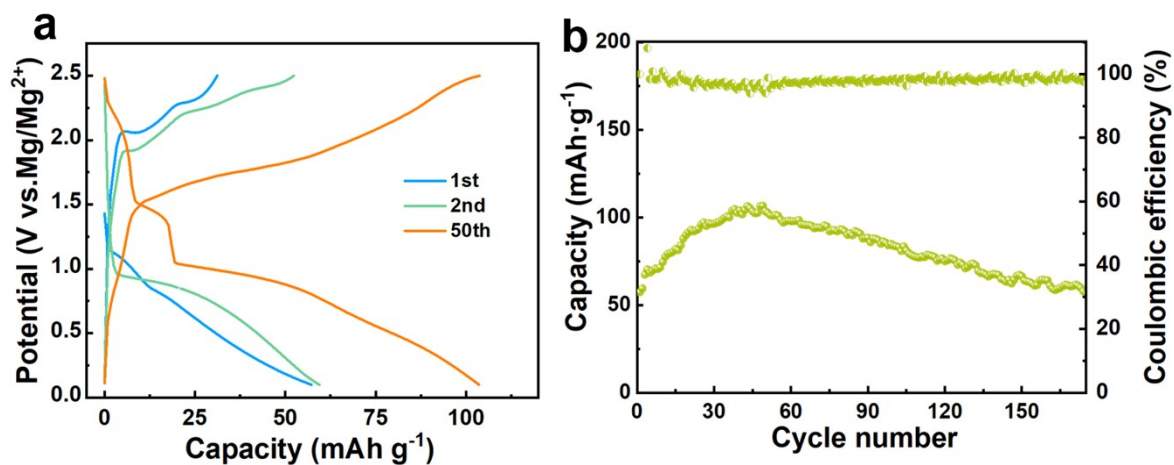 a
Potential (V vs.Mg/Mg²⁺)
2.5
2.0
1.5
1.0
0.5
0.0
0
25
50
75
100
Capacity (mAh g⁻¹)
1st
2nd
50th
b
Capacity (mAh·g⁻¹)
200
150
100
50
0
0
30
60
90
120
150
Cycle number
100
80
60
40
20
0
Coulombic efficiency (%)